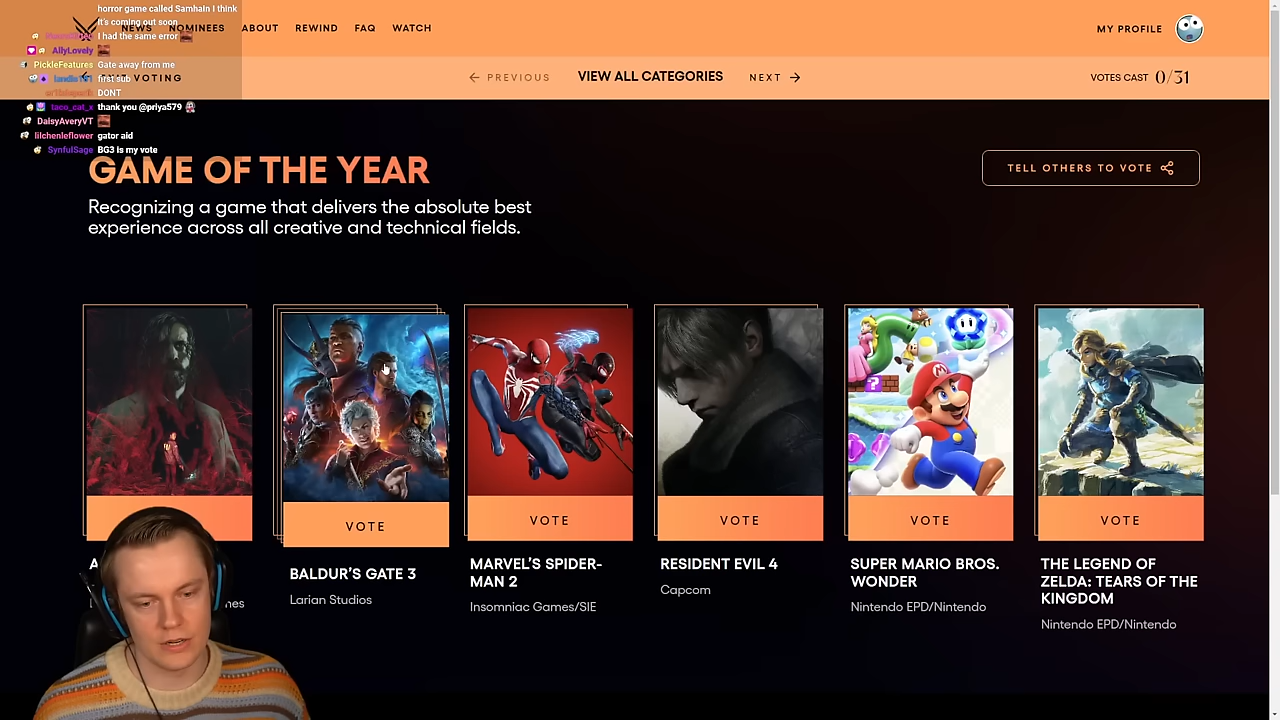 horror game called Samhain I think
it's coming out soon
I had the same error
AllyLovely
PickleFeatures Gate away from me
first sub
DONT
taco_cat_x thank you @priya579
DaisyAveryVT
lilchenleflower gator aid
SynfulSage BG3 is my vote
NEWS NOMINEES ABOUT REWIND FAQ WATCH
MY PROFILE
VOTING
PREVIOUS VIEW ALL CATEGORIES NEXT
VOTES CAST 0/31
GAME OF THE YEAR
TELL OTHERS TO VOTE
Recognizing a game that delivers the absolute best
experience across all creative and technical fields.
VOTE VOTE VOTE VOTE VOTE
BALDUR'S GATE 3
Larian Studios
MARVEL'S SPIDER-
MAN 2
Insomniac Games/SIE
RESIDENT EVIL 4
Capcom
SUPER MARIO BROS.
WONDER
Nintendo EPD/Nintendo
THE LEGEND OF
ZELDA: TEARS OF THE
KINGDOM
Nintendo EPD/Nintendo